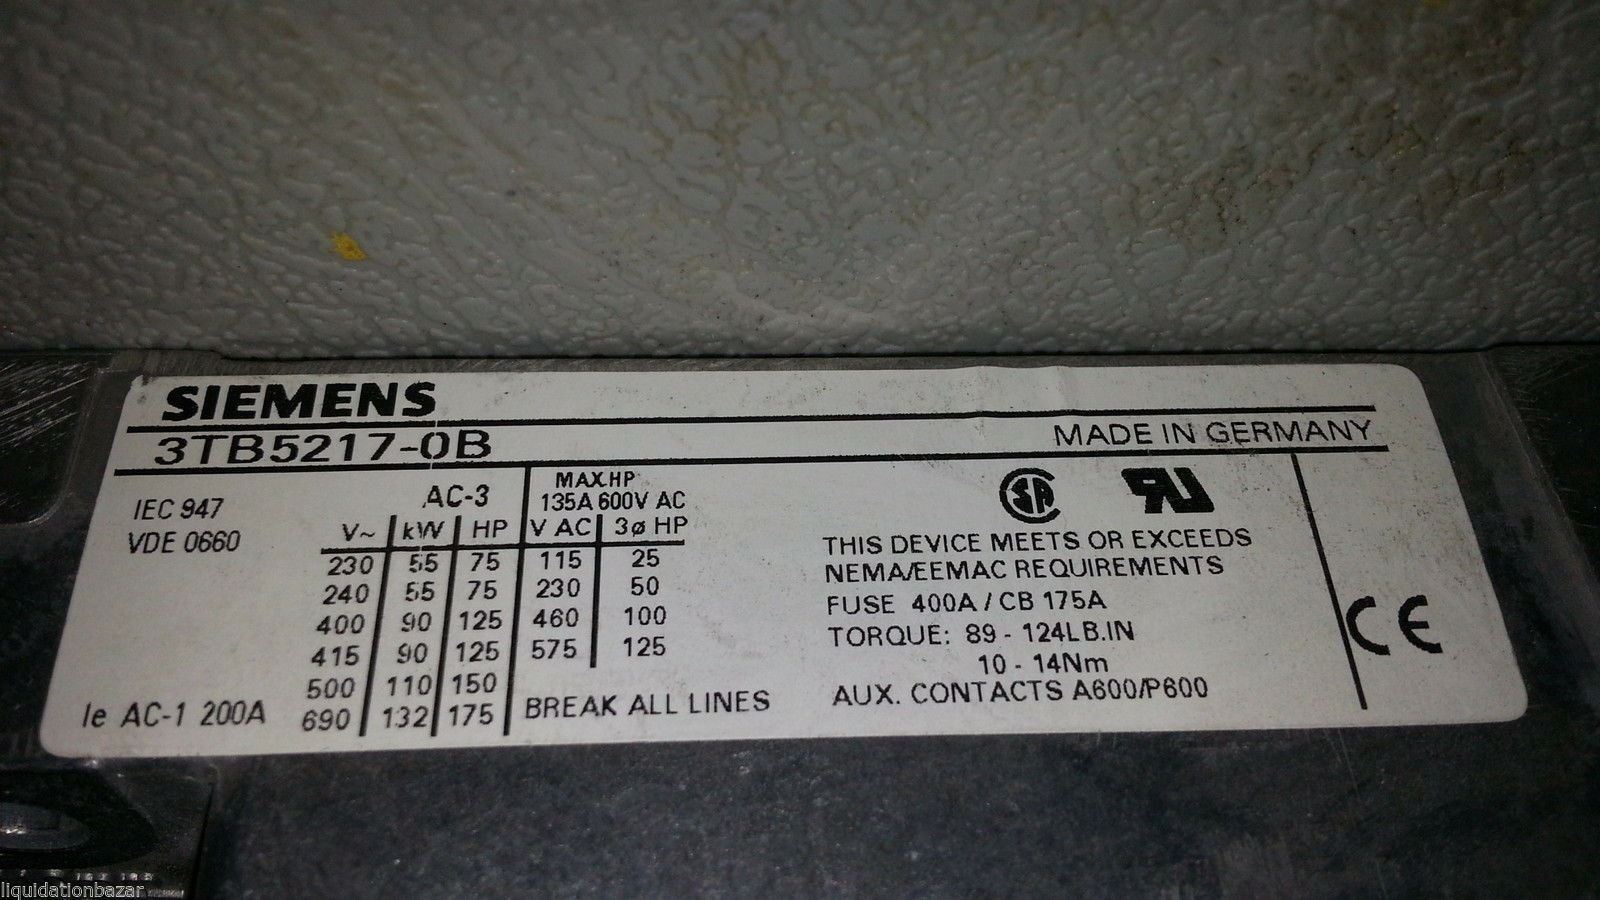 SIEMENS
3TB5217-0B
MADE IN GERMANY
IEC 947
VDE 0660
Ie AC-1 200A
AC-3
V~ kW HP
230 55 75
240 55 75
400 90 125
415 90 125
500 110 150
690 132 175
MAX.HP
135A 600V AC
V AC 3ø HP
115 25
230 50
460 100
575 125
BREAK ALL LINES
THIS DEVICE MEETS OR EXCEEDS
NEMA/EEMAC REQUIREMENTS
FUSE 400A / CB 175A
TORQUE: 89 - 124LB.IN
10 - 14Nm
AUX. CONTACTS A600/P600
CE
liquidationbazar